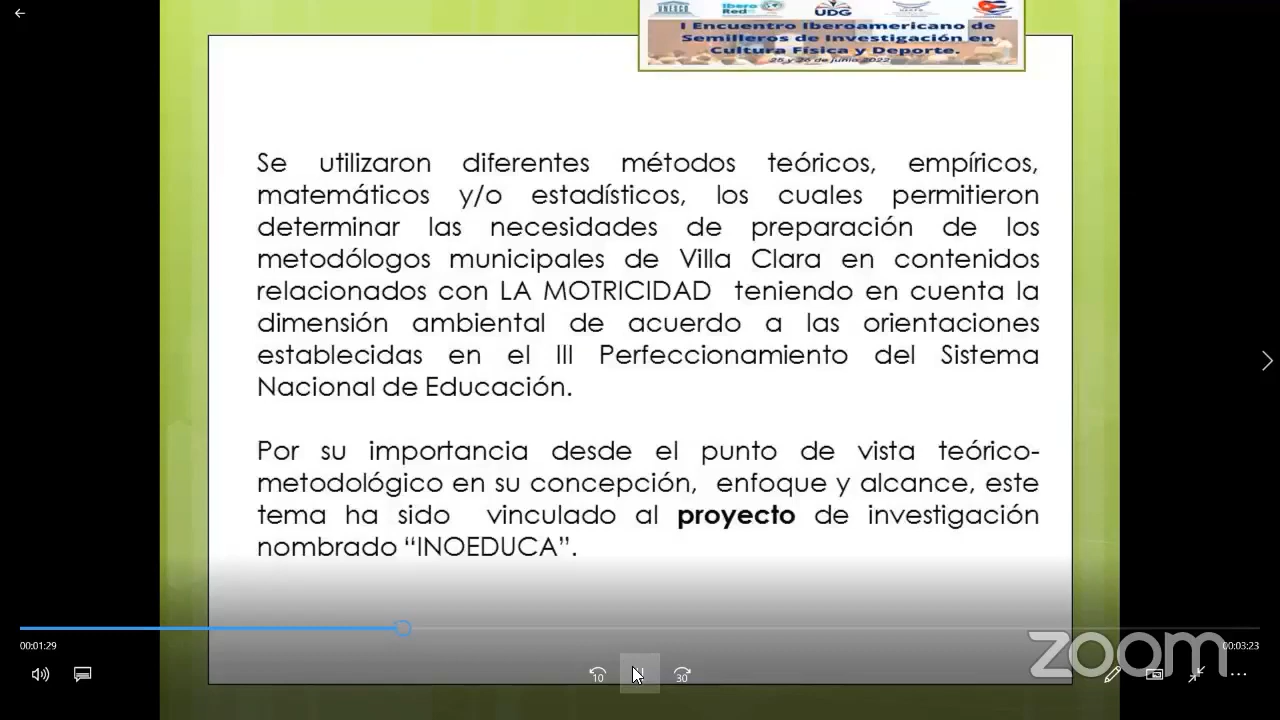 UNESCO
Ibero
Red
UDG
I Encuentro Iberoamericano de
Semilleros de Investigación en
Cultura Física y Deporte.
25 y 26 de junio 2022
Se utilizaron diferentes métodos teóricos, empíricos,
matemáticos y/o estadísticos, los cuales permitieron
determinar las necesidades de preparación de los
metodólogos municipales de Villa Clara en contenidos
relacionados con LA MOTRICIDAD teniendo en cuenta la
dimensión ambiental de acuerdo a las orientaciones
establecidas en el III Perfeccionamiento del Sistema
Nacional de Educación.
Por su importancia desde el punto de vista teórico-
metodológico en su concepción, enfoque y alcance, este
tema ha sido vinculado al proyecto de investigación
nombrado “INOEDUCA”.
00:01:29
00:03:23
10
30
zoom